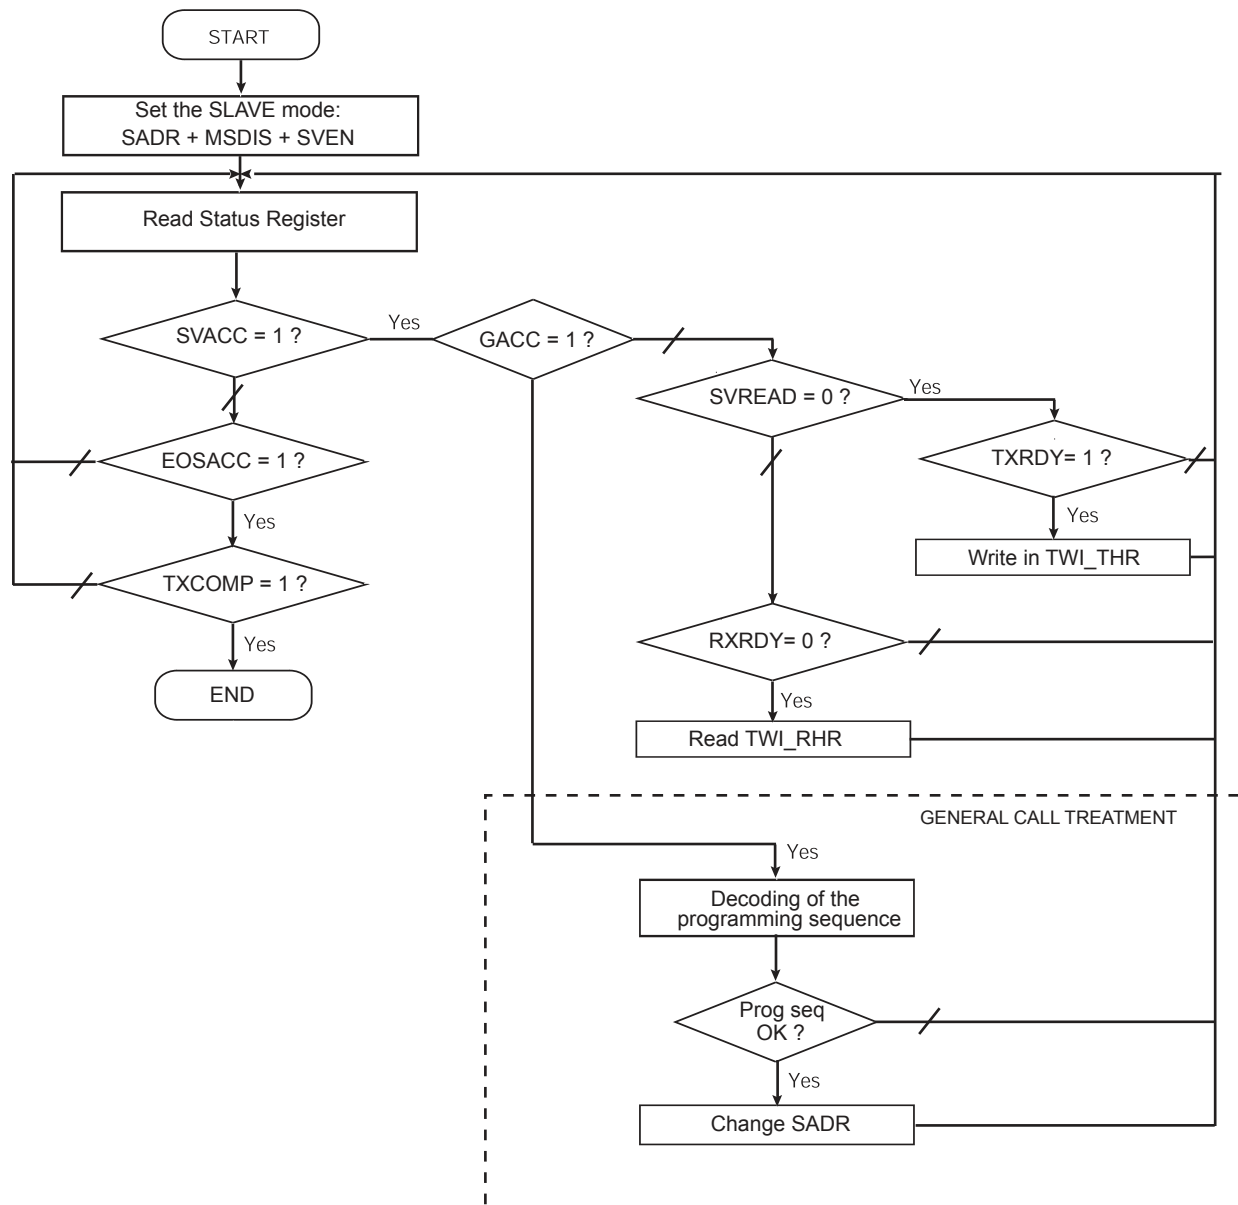 START
Set the SLAVE mode:
SADR + MSDIS + SVEN
Read Status Register
SVACC = 1 ?
Yes
GACC = 1 ?
SVREAD = 0 ?
Yes
EOSACC = 1 ?
TXRDY= 1 ?
Yes
Yes
Write in TWI_THR
TXCOMP = 1 ?
Yes
RXRDY= 0 ?
END
Yes
Read TWI_RHR
GENERAL CALL TREATMENT
Yes
Decoding of the
programming sequence
Prog seq
OK ?
Yes
Change SADR